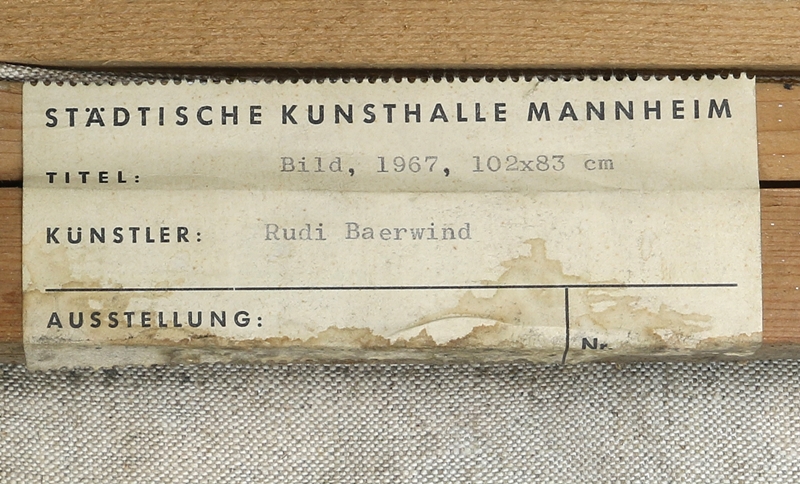 STÄDTISCHE KUNSTHALLE MANNHEIM
TITEL: Bild, 1967, 102x83 cm
KÜNSTLER: Rudi Baerwind
AUSSTELLUNG:
Nr.